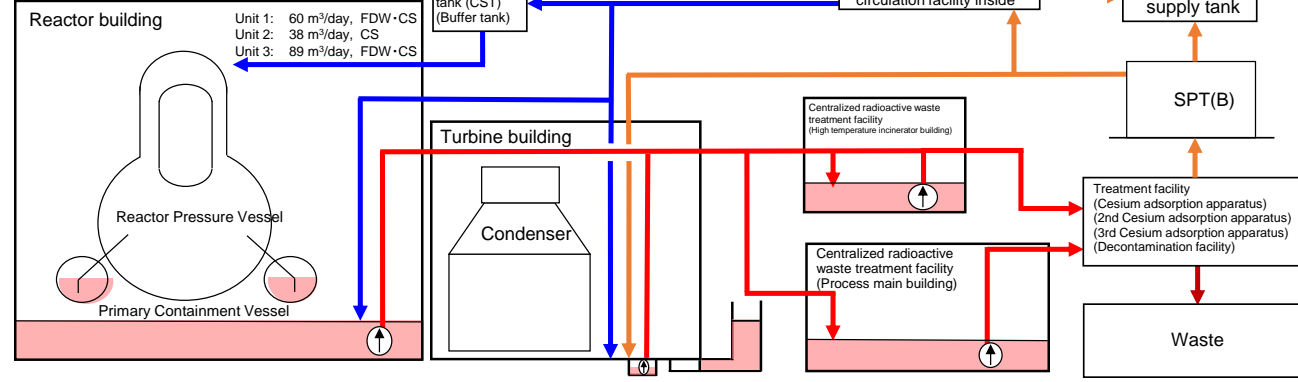 Reactor building
Unit 1: 60 m³/day, FDW・CS
Unit 2: 38 m³/day, CS
Unit 3: 89 m³/day, FDW・CS
tank (CST)
(Buffer tank)
circulation facility inside
supply tank
SPT(B)
Centralized radioactive waste
treatment facility
(High temperature incinerator building)
Turbine building
Condenser
Reactor Pressure Vessel
Primary Containment Vessel
Treatment facility
(Cesium adsorption apparatus)
(2nd Cesium adsorption apparatus)
(3rd Cesium adsorption apparatus)
(Decontamination facility)
Centralized radioactive
waste treatment facility
(Process main building)
Waste